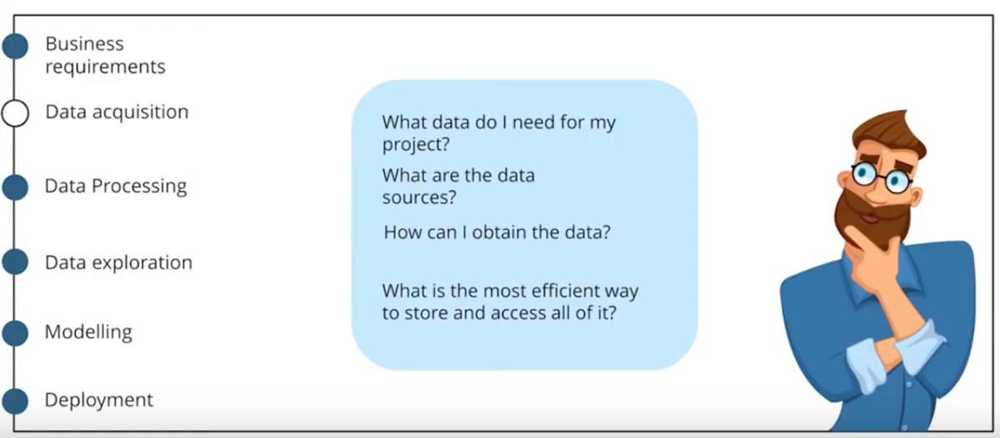 Business
requirements
Data acquisition
Data Processing
Data exploration
Modelling
Deployment
What data do I need for my
project?
What are the data
sources?
How can I obtain the data?
What is the most efficient way
to store and access all of it?